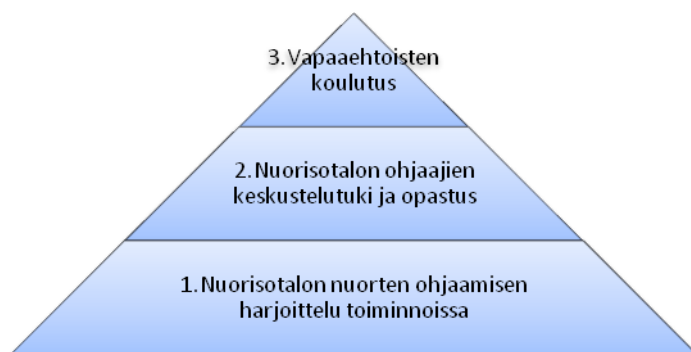 3. Vapaaehtoisten
koulutus
2. Nuorisotalon ohjaajien
keskustelutuki ja opastus
1. Nuorisotalon nuorten ohjaamisen
harjoittelu toiminnoissa